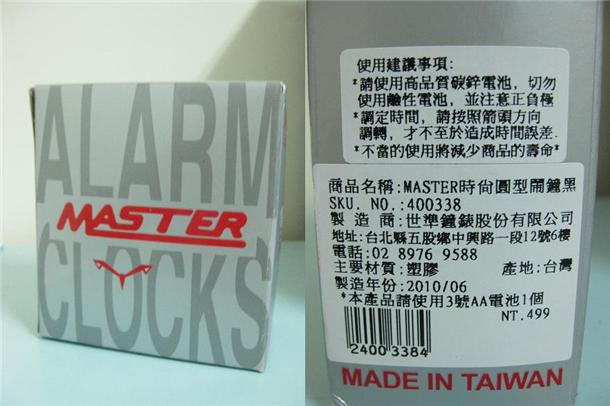 ALARM
MASTER
CLOCKS
使用建議事項:
*請使用高品質碳鋅電池，切勿
使用鹼性電池，並注意正負極
*調定時間，請按照箭頭方向
調轉，才不至於造成時間誤差.
*不當的使用將減少商品的壽命*
商品名稱:MASTER時尚圓型鬧鐘黑
SKU. NO.:400338
製 造 商:世準鐘錶股份有限公司
地址:台北縣五股鄉中興路一段12號6樓
電話:02 8976 9588
主要材質:塑膠 產地:台灣
製造年份:2010/06
*本產品請使用3號AA電池1個
NT.499
24003384
MADE IN TAIWAN